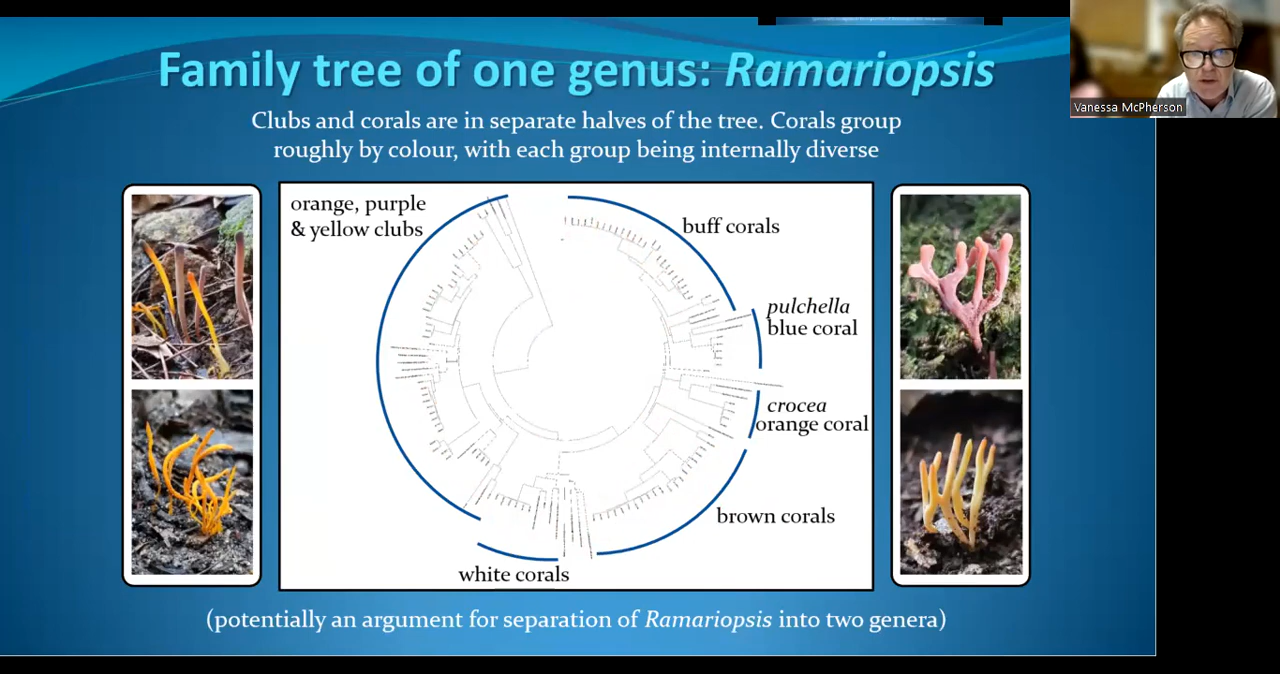 Family tree of one genus: Ramariopsis
Vanessa McPherson
Clubs and corals are in separate halves of the tree. Corals group
roughly by colour, with each group being internally diverse
orange, purple
& yellow clubs
buff corals
pulchella
blue coral
crocea
orange coral
brown corals
white corals
(potentially an argument for separation of Ramariopsis into two genera)